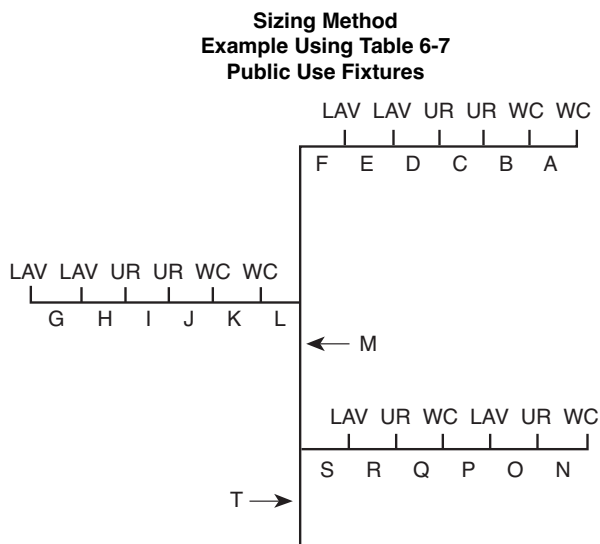 Sizing Method
Example Using Table 6-7
Public Use Fixtures
LAV LAV UR UR WC WC
F E D C B A
LAV LAV UR UR WC WC
G H I J K L
M
LAV UR WC LAV UR WC
S R Q P O N
T